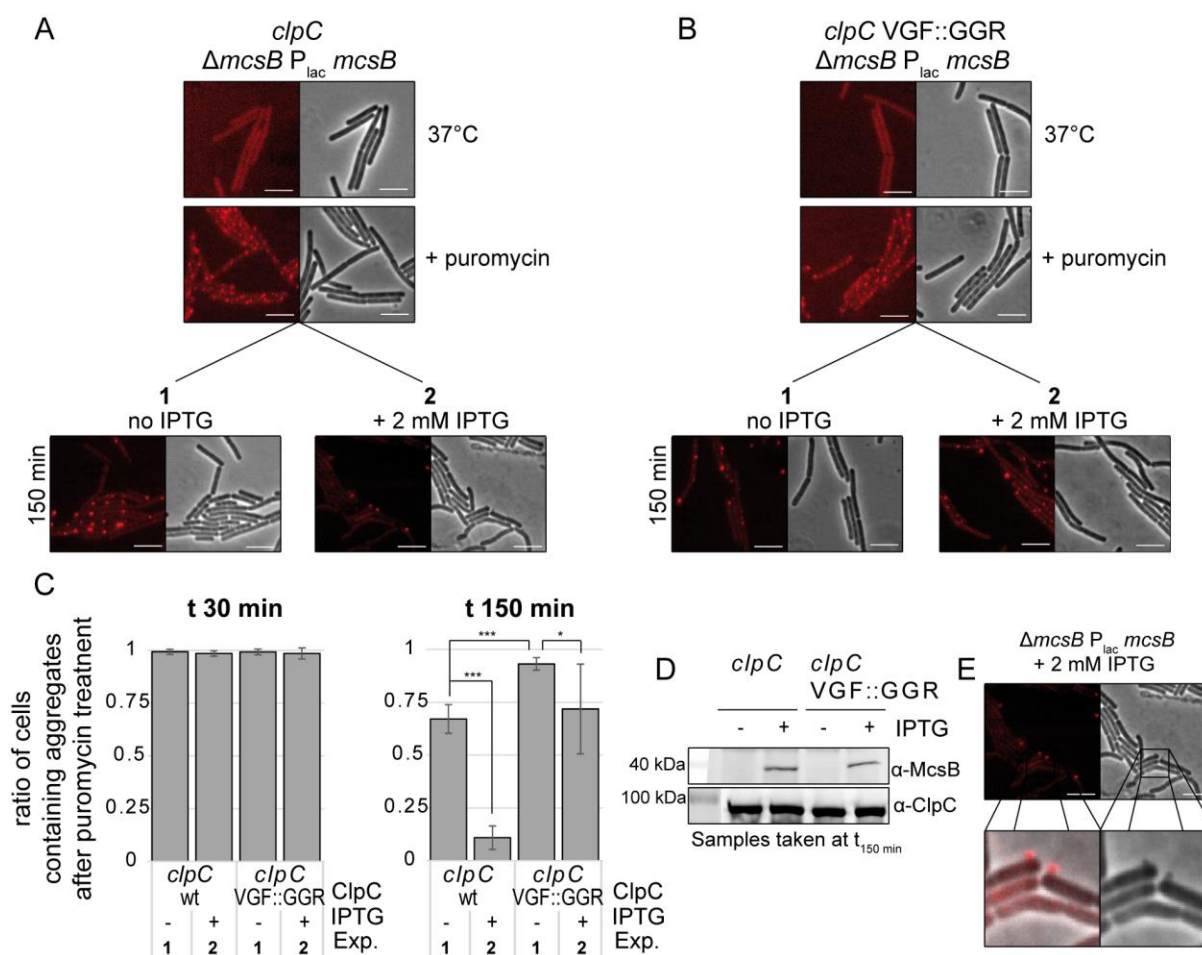 A
clpC
ΔmcsB Plac mcsB
37°C
+ puromycin
1
no IPTG
2
+ 2 mM IPTG
150 min
B
clpC VGF::GGR
ΔmcsB Plac mcsB
37°C
+ puromycin
1
no IPTG
2
+ 2 mM IPTG
150 min
C
ratio of cells
containing aggregates
after puromycin treatnent
t 30 min
1
0.75
0.5
0.25
0
clpC clpC
wt VGF::GGR ClpC
- + - + IPTG
1 2 1 2 Exp.
t 150 min
*** *
***
1
0.75
0.5
0.25
0
clpC clpC
wt VGF::GGR ClpC
- + - + IPTG
1 2 1 2 Exp.
D
clpC clpC
VGF::GGR
- + - + IPTG
40 kDa α-McsB
100 kDa α-ClpC
Samples taken at t150 min
E
ΔmcsB Plac mcsB
+ 2 mM IPTG